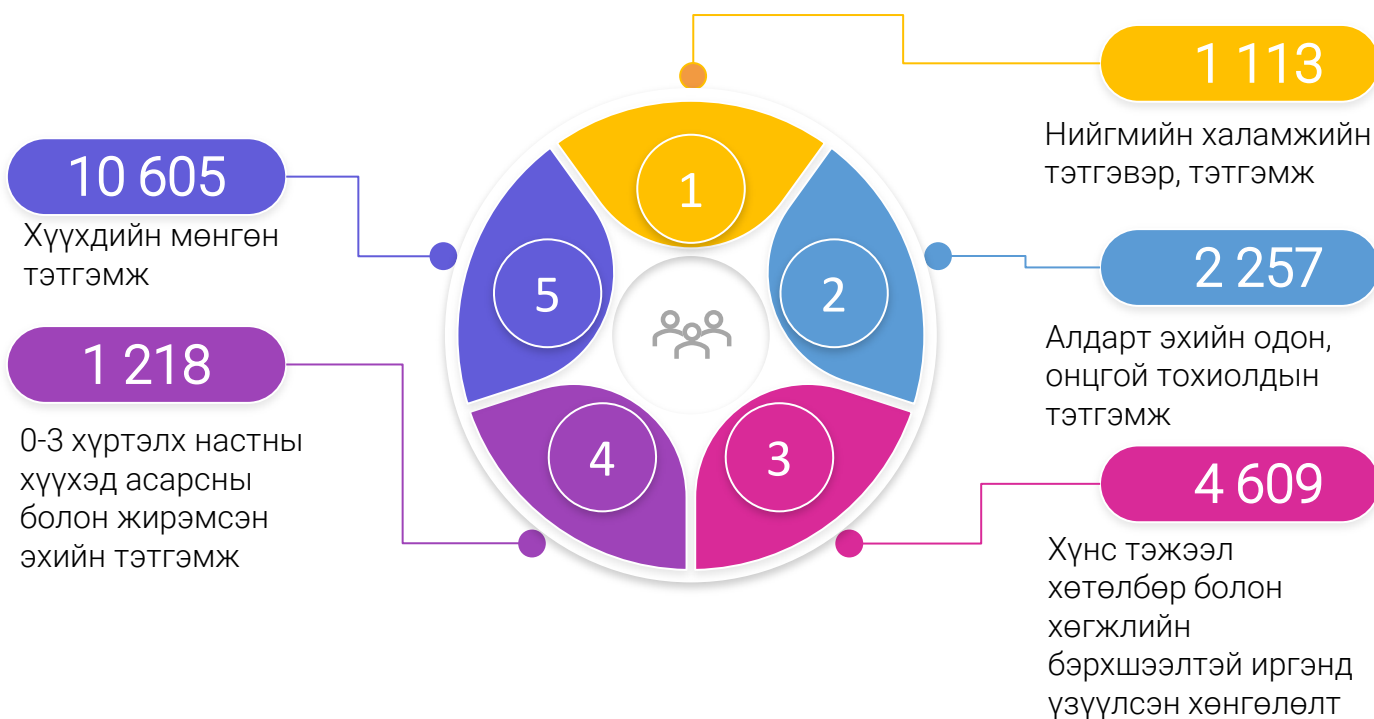 1 113
Нийгмийн халамжийн
тэтгэвэр, тэтгэмж
2 257
Алдарт эхийн одон,
онцгой тохиолдын
тэтгэмж
4 609
Хүнс тэжээл
хөтөлбөр болон
хөгжлийн
бэрхшээлтэй иргэнд
үзүүлсэн хөнгөлөлт
1 218
0-3 хүртэлх настны
хүүхэд асарсны
болон жирэмсэн
эхийн тэтгэмж
10 605
Хүүхдийн мөнгөн
тэтгэмж
1
2
3
4
5